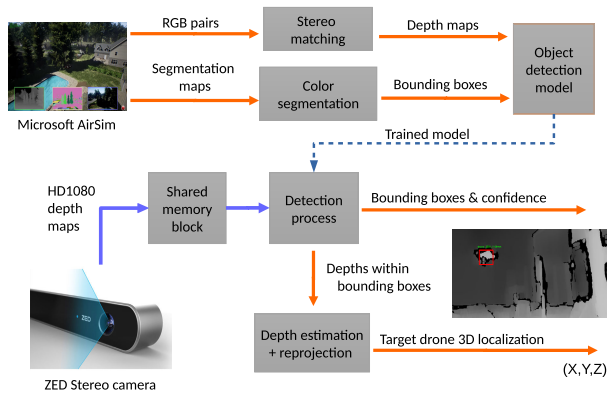 RGB pairs
Stereo
matching
Depth maps
Object
detection
model
Segmentation
maps
Color
segmentation
Bounding boxes
Microsoft AirSim
Trained model
HD1080
depth
maps
Shared
memory
block
Detection
process
Bounding boxes & confidence
Depths within
bounding boxes
ZED
Depth estimation
+ reprojection
Target drone 3D localization
(X,Y,Z)
ZED Stereo camera